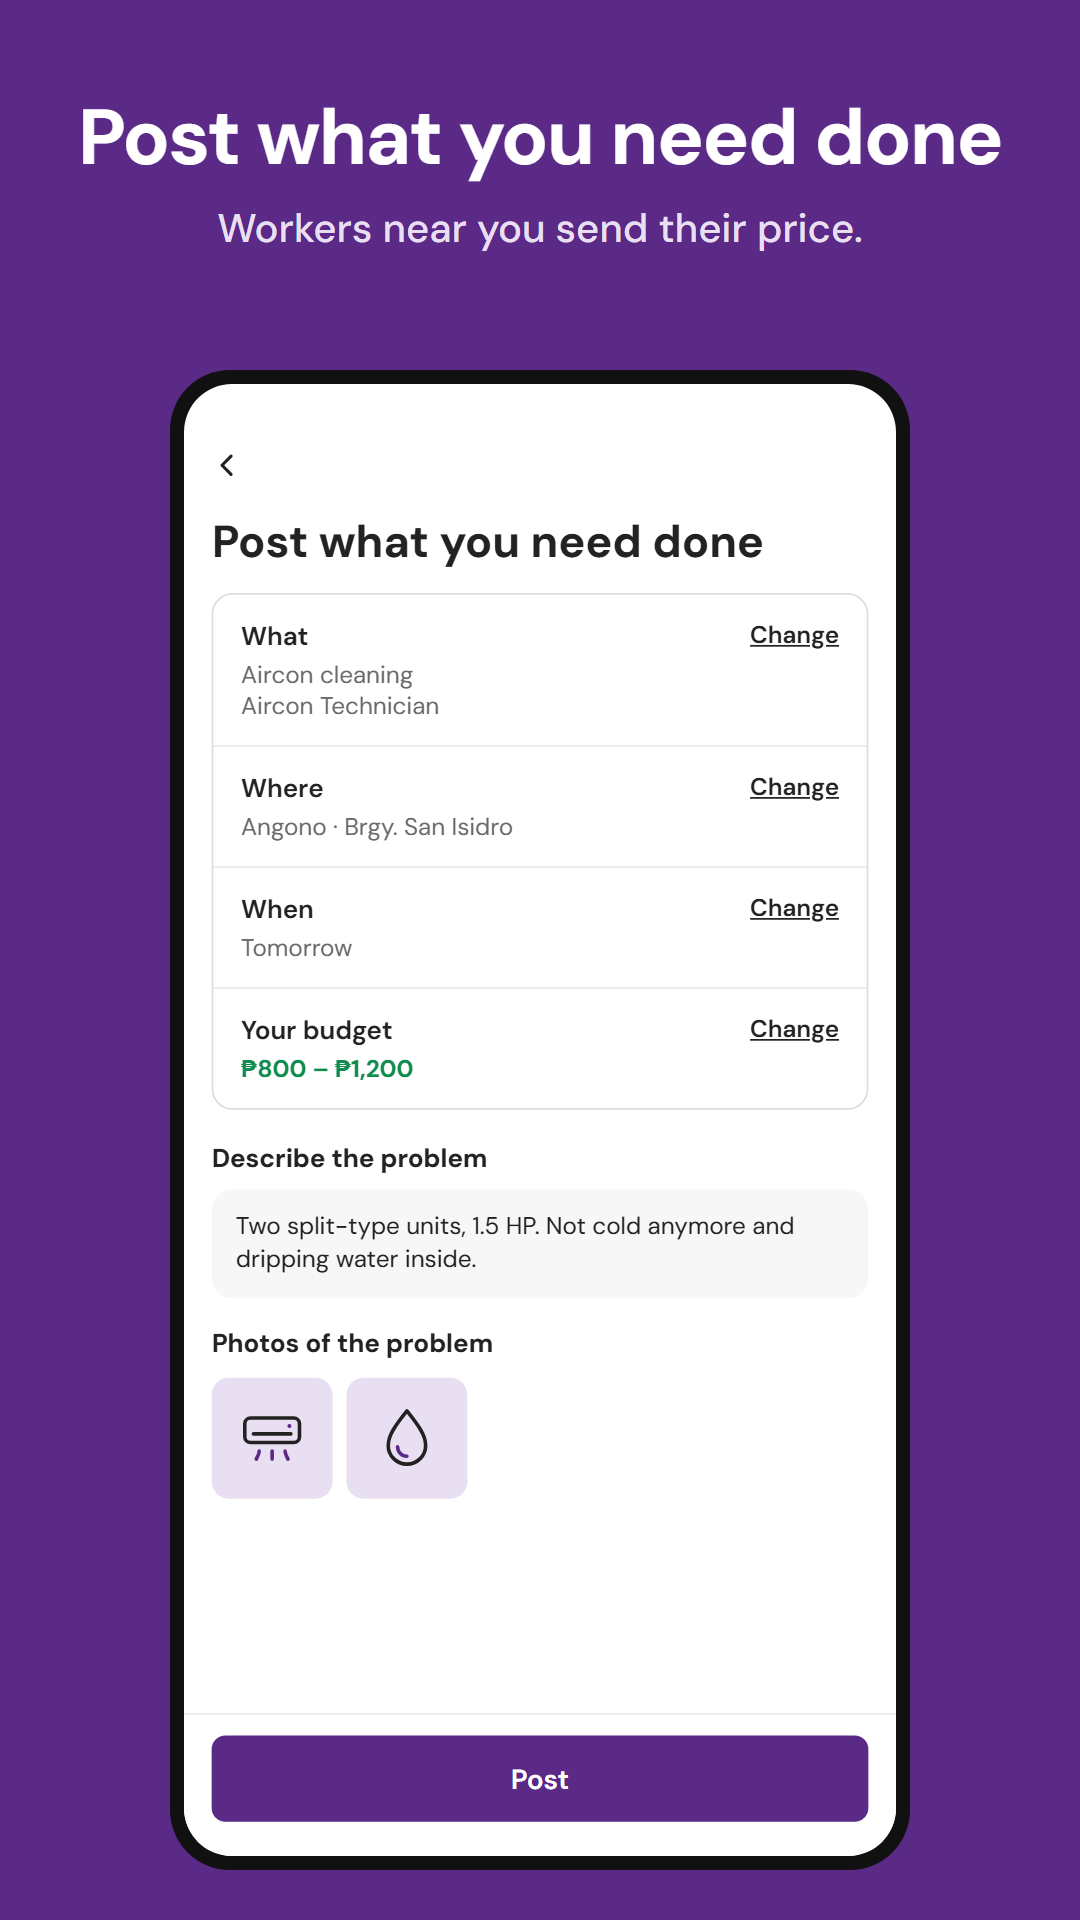 Post what you need done
Workers near you send their price.
Post what you need done
What
Change
Aircon cleaning
Aircon Technician
Where
Change
Angono · Brgy. San Isidro
When
Change
Tomorrow
Your budget
Change
₱800 – ₱1,200
Describe the problem
Two split-type units, 1.5 HP. Not cold anymore and
dripping water inside.
Photos of the problem
Post